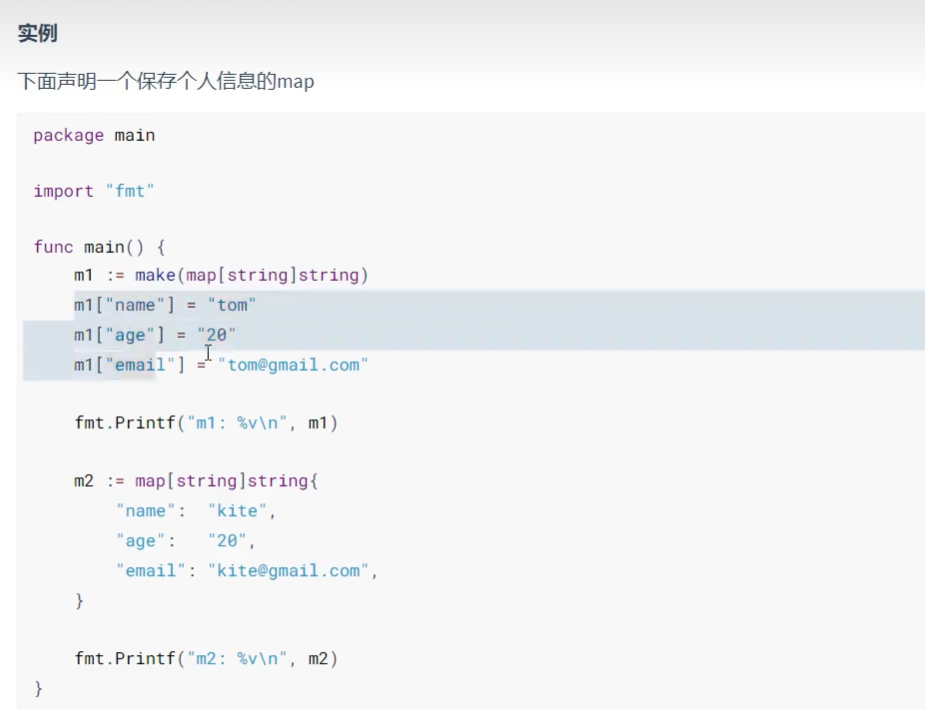 实例
下面声明一个保存个人信息的map
package main
import "fmt"
func main() {
m1 := make(map[string]string)
m1["name"] = "tom"
m1["age"] = "20"
m1["email"] = "tom@gmail.com"
fmt.Printf("m1: %v\n", m1)
m2 := map[string]string{
"name": "kite",
"age": "20",
"email": "kite@gmail.com",
}
fmt.Printf("m2: %v\n", m2)
}